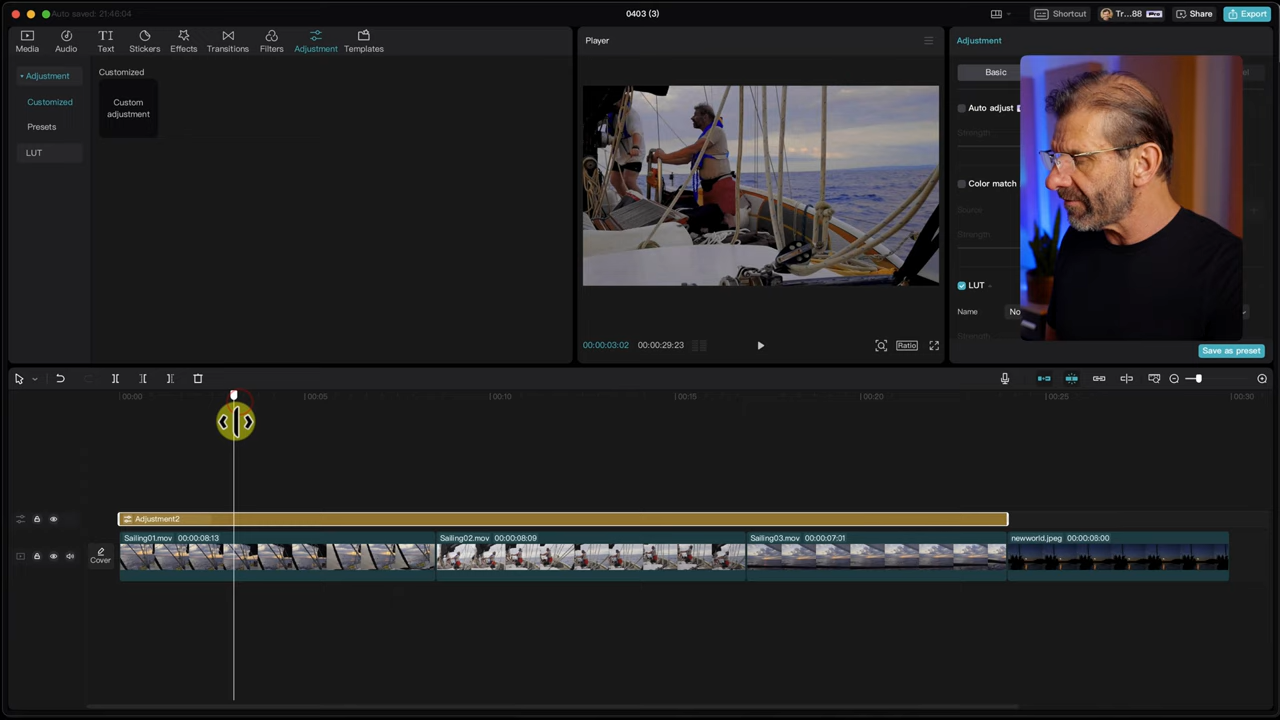 Auto saved: 21:46:04
0403 (3)
Shortcut
Tr...88
Pro
Share
Export
Media
Audio
Text
Stickers
Effects
Transitions
Filters
Adjustment
Templates
Adjustment
Customized
Presets
LUT
Customized
Custom
adjustment
Player
00:00:03:02
00:00:29:23
Ratio
Adjustment
Basic
Auto adjust
Strength
Color match
Source
Strength
LUT
Name
No
Strength
Save as preset
00:00
00:05
00:10
00:15
00:20
00:25
00:30
Adjustment2
Cover
Sailing01.mov 00:00:08:13
Sailing02.mov 00:00:08:09
Sailing03.mov 00:00:07:01
newworld.jpeg 00:00:06:00